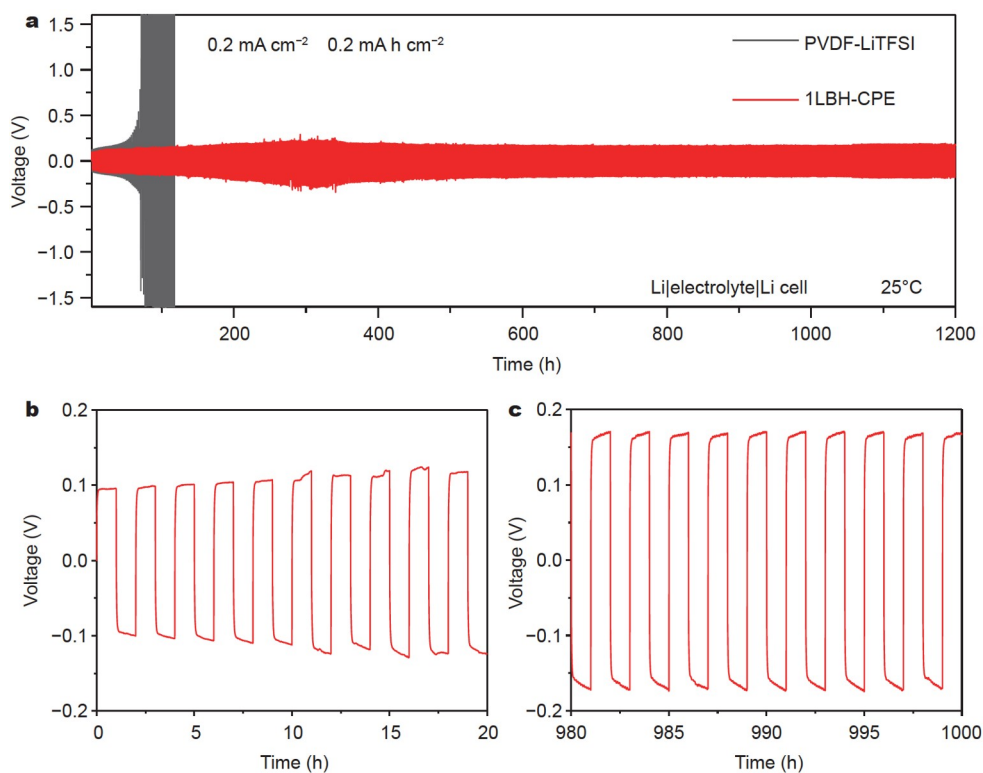 a
1.5
1.0
0.5
0.0
−0.5
−1.0
−1.5
Voltage (V)
0.2 mA cm⁻² 0.2 mA h cm⁻²
PVDF-LiTFSI
1LBH-CPE
Li|electrolyte|Li cell 25°C
200 400 600 800 1000 1200
Time (h)
b
0.2
0.1
0.0
−0.1
−0.2
Voltage (V)
0 5 10 15 20
Time (h)
c
0.2
0.1
0.0
−0.1
−0.2
Voltage (V)
980 985 990 995 1000
Time (h)